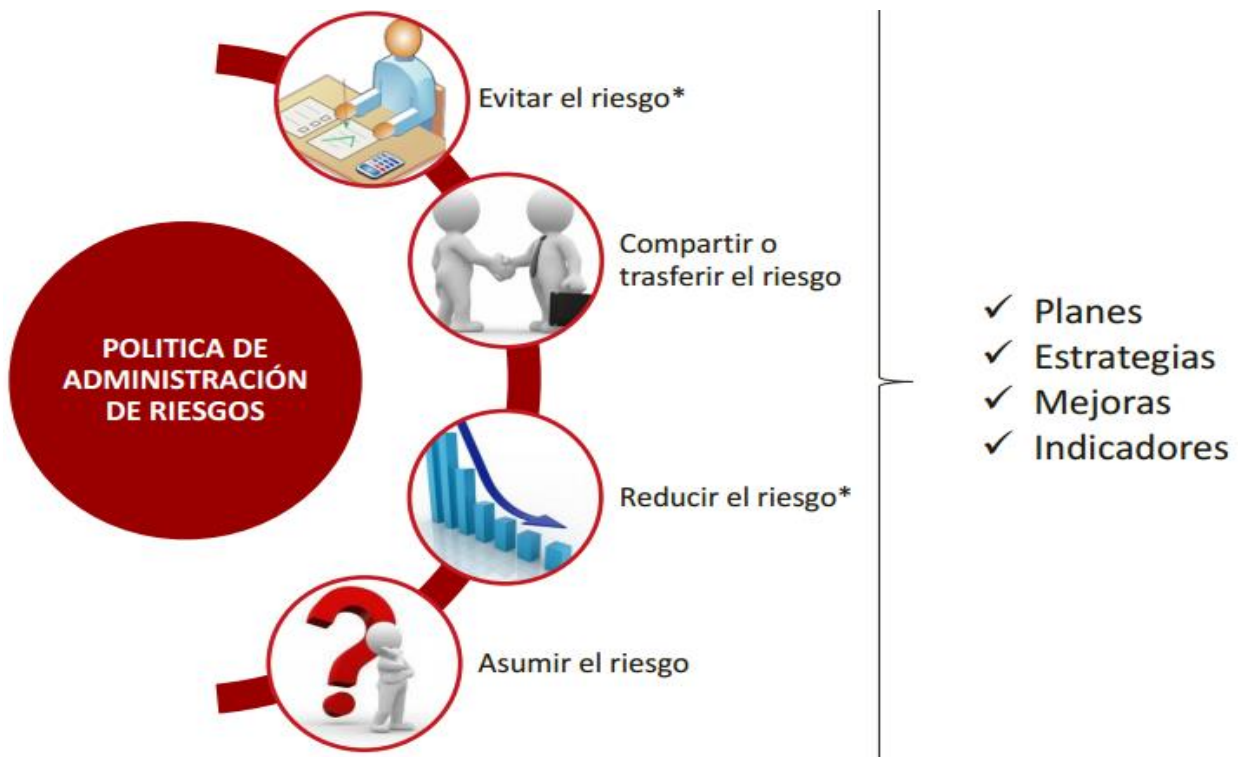 POLITICA DE
ADMINISTRACIÓN
DE RIESGOS
Evitar el riesgo*
Compartir o
trasferir el riesgo
Reducir el riesgo*
Asumir el riesgo
✓ Planes
✓ Estrategias
✓ Mejoras
✓ Indicadores